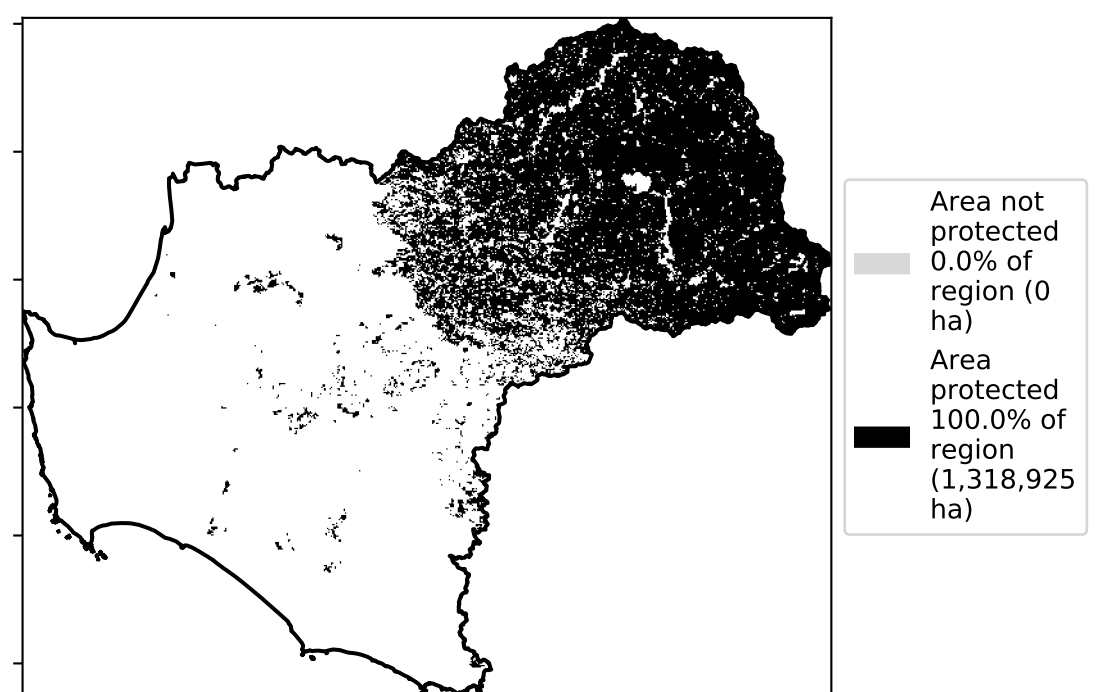 Area not
protected
0.0% of
region (0
ha)
Area
protected
100.0% of
region
(1,318,925
ha)